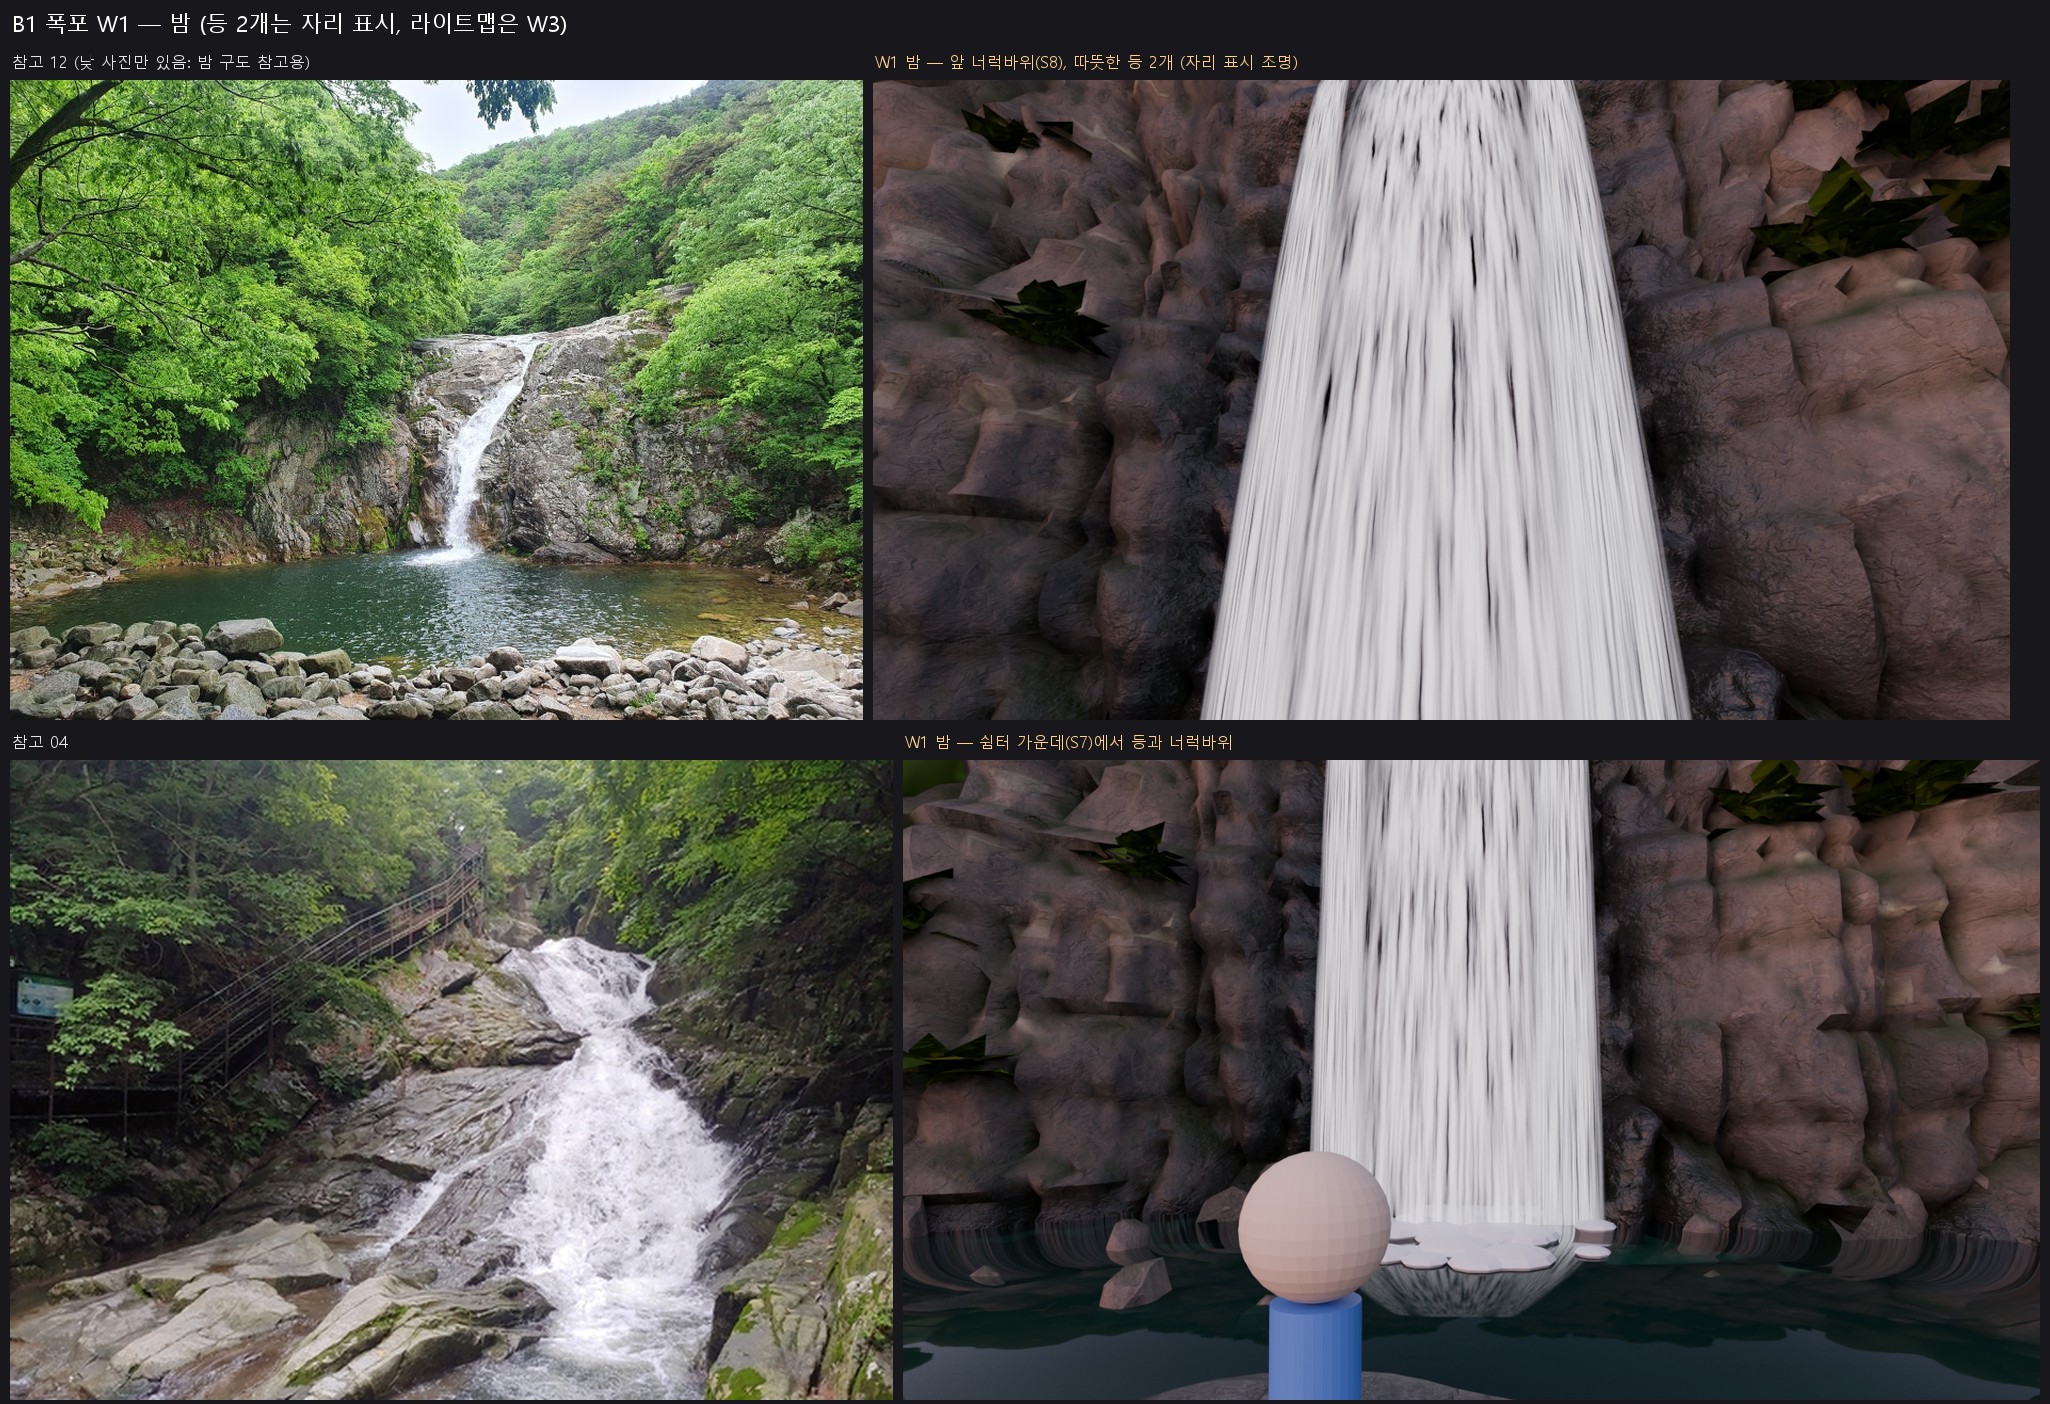 B1 폭포 W1 — 밤 (등 2개는 자리 표시, 라이트맵은 W3)
참고 12 (낮 사진만 있음: 밤 구도 참고용)
W1 밤 — 앞 너럭바위(S8), 따뜻한 등 2개 (자리 표시 조명)
참고 04
W1 밤 — 쉼터 가운데(S7)에서 등과 너럭바위